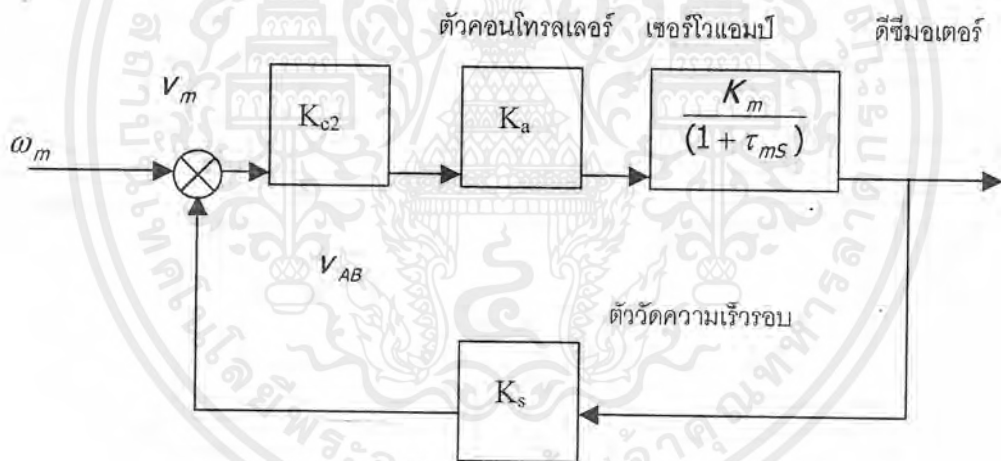 ตัวคอนโทรลเลอร์ เซอร์โวแอมป์ ดีซีมอเตอร์
V_m
K_c2
K_a
K_m
(1 + τ_mS)
ω_m
V_AB
ตัววัดความเร็วรอบ
K_s